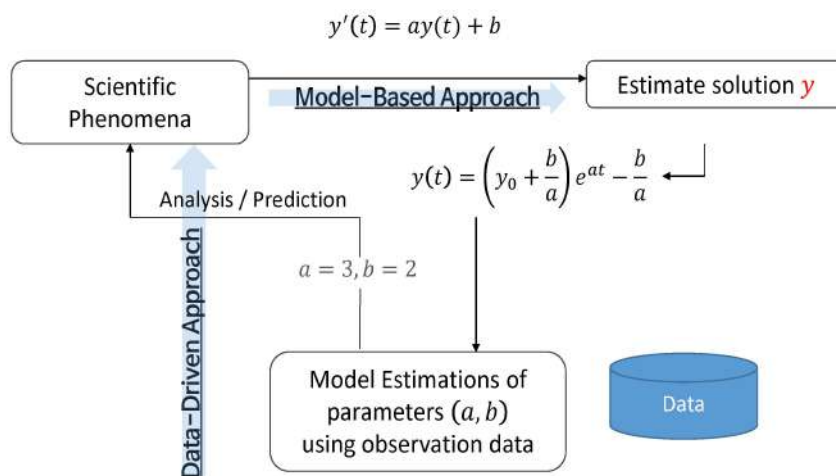 y′(t) = ay(t) + b
Scientific
Phenomena
Model-Based Approach
Estimate solution y
y(t) = (y₀ + b/a) e^{at} − b/a
Analysis / Prediction
a = 3, b = 2
Data-Driven Approach
Model Estimations of
parameters (a, b)
using observation data
Data